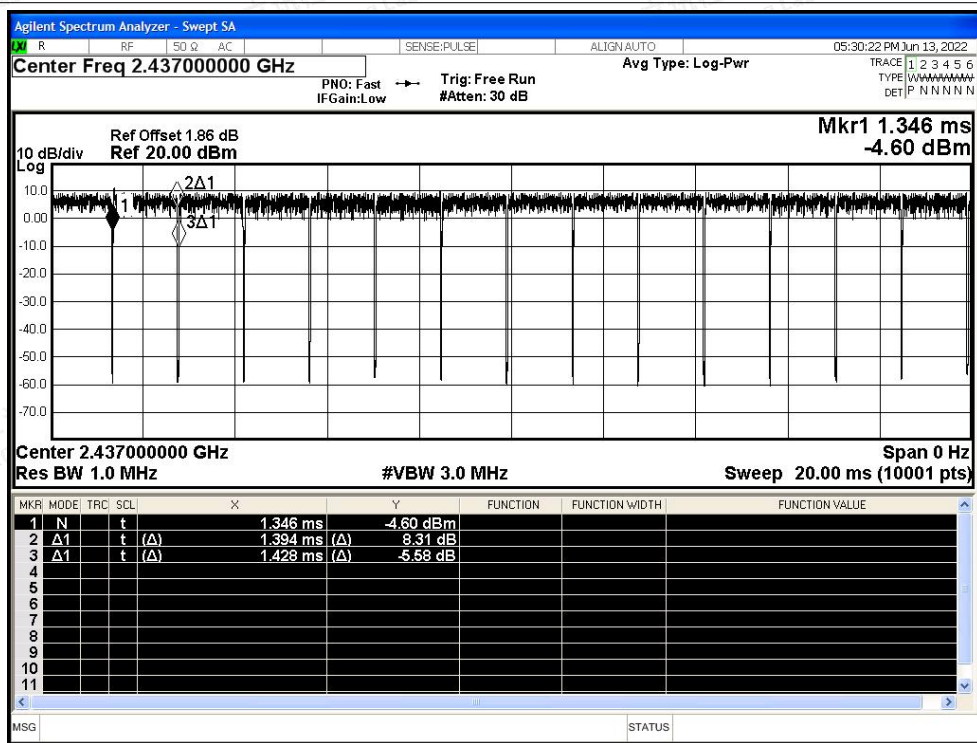 Agilent Spectrum Analyzer - Swept SA
LXI R RF 50 Ω AC SENSE:PULSE ALIGN AUTO 05:30:22 PM Jun 13, 2022
Center Freq 2.437000000 GHz Avg Type: Log-Pwr TRACE 1 2 3 4 5 6
PNO: Fast Trig: Free Run TYPE WWWWWW
IFGain:Low #Atten: 30 dB DET P N N N N N
Mkr1 1.346 ms
Ref Offset 1.86 dB
10 dB/div Ref 20.00 dBm -4.60 dBm
Log
10.0
0.00
-10.0
-20.0
-30.0
-40.0
-50.0
-60.0
-70.0
2Δ1
1
3Δ1
Center 2.437000000 GHz Span 0 Hz
Res BW 1.0 MHz #VBW 3.0 MHz Sweep 20.00 ms (10001 pts)
MKR MODE TRC SCL X Y FUNCTION FUNCTION WIDTH FUNCTION VALUE
1 N t 1.346 ms -4.60 dBm
2 Δ1 t (Δ) 1.394 ms (Δ) 8.31 dB
3 Δ1 t (Δ) 1.428 ms (Δ) -5.58 dB
4
5
6
7
8
9
10
11
MSG STATUS